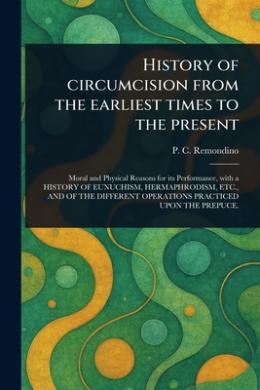 HISTORY OF
CIRCUMCISION FROM
THE EARLIEST TIMES TO
THE PRESENT
P. C. Remondino
Moral and Physical Reasons for its Performance, with a
HISTORY OF EUNUCHISM, HERMAPHRODISM, ETC.,
AND OF THE DIFFERENT OPERATIONS PRACTICED
UPON THE PREPUCE.